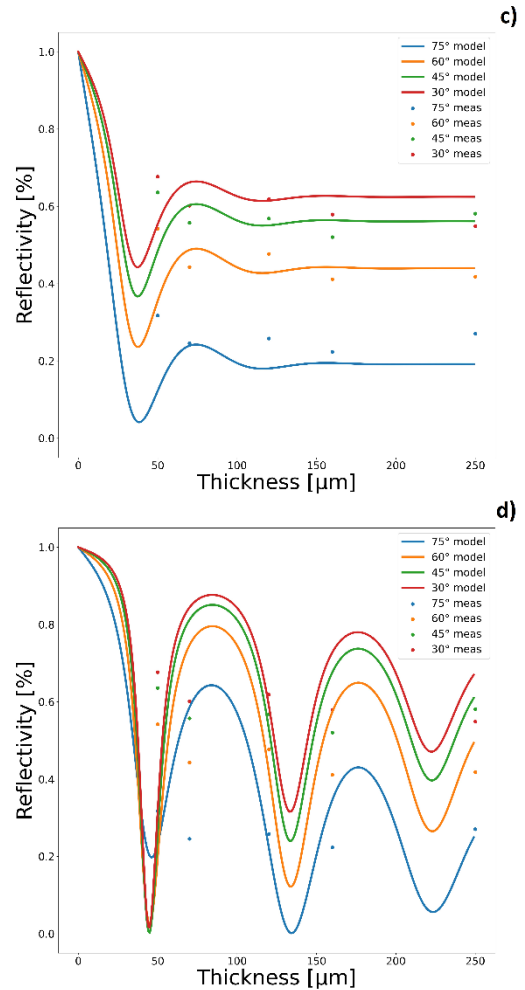 c)
1.0
0.8
0.6
0.4
0.2
0.0
Reflectivity [%]
75° model
60° model
45° model
30° model
75° meas
60° meas
45° meas
30° meas
0 50 100 150 200 250
Thickness [μm]
d)
1.0
0.8
0.6
0.4
0.2
0.0
Reflectivity [%]
75° model
60° model
45° model
30° model
75° meas
60° meas
45° meas
30° meas
0 50 100 150 200 250
Thickness [μm]